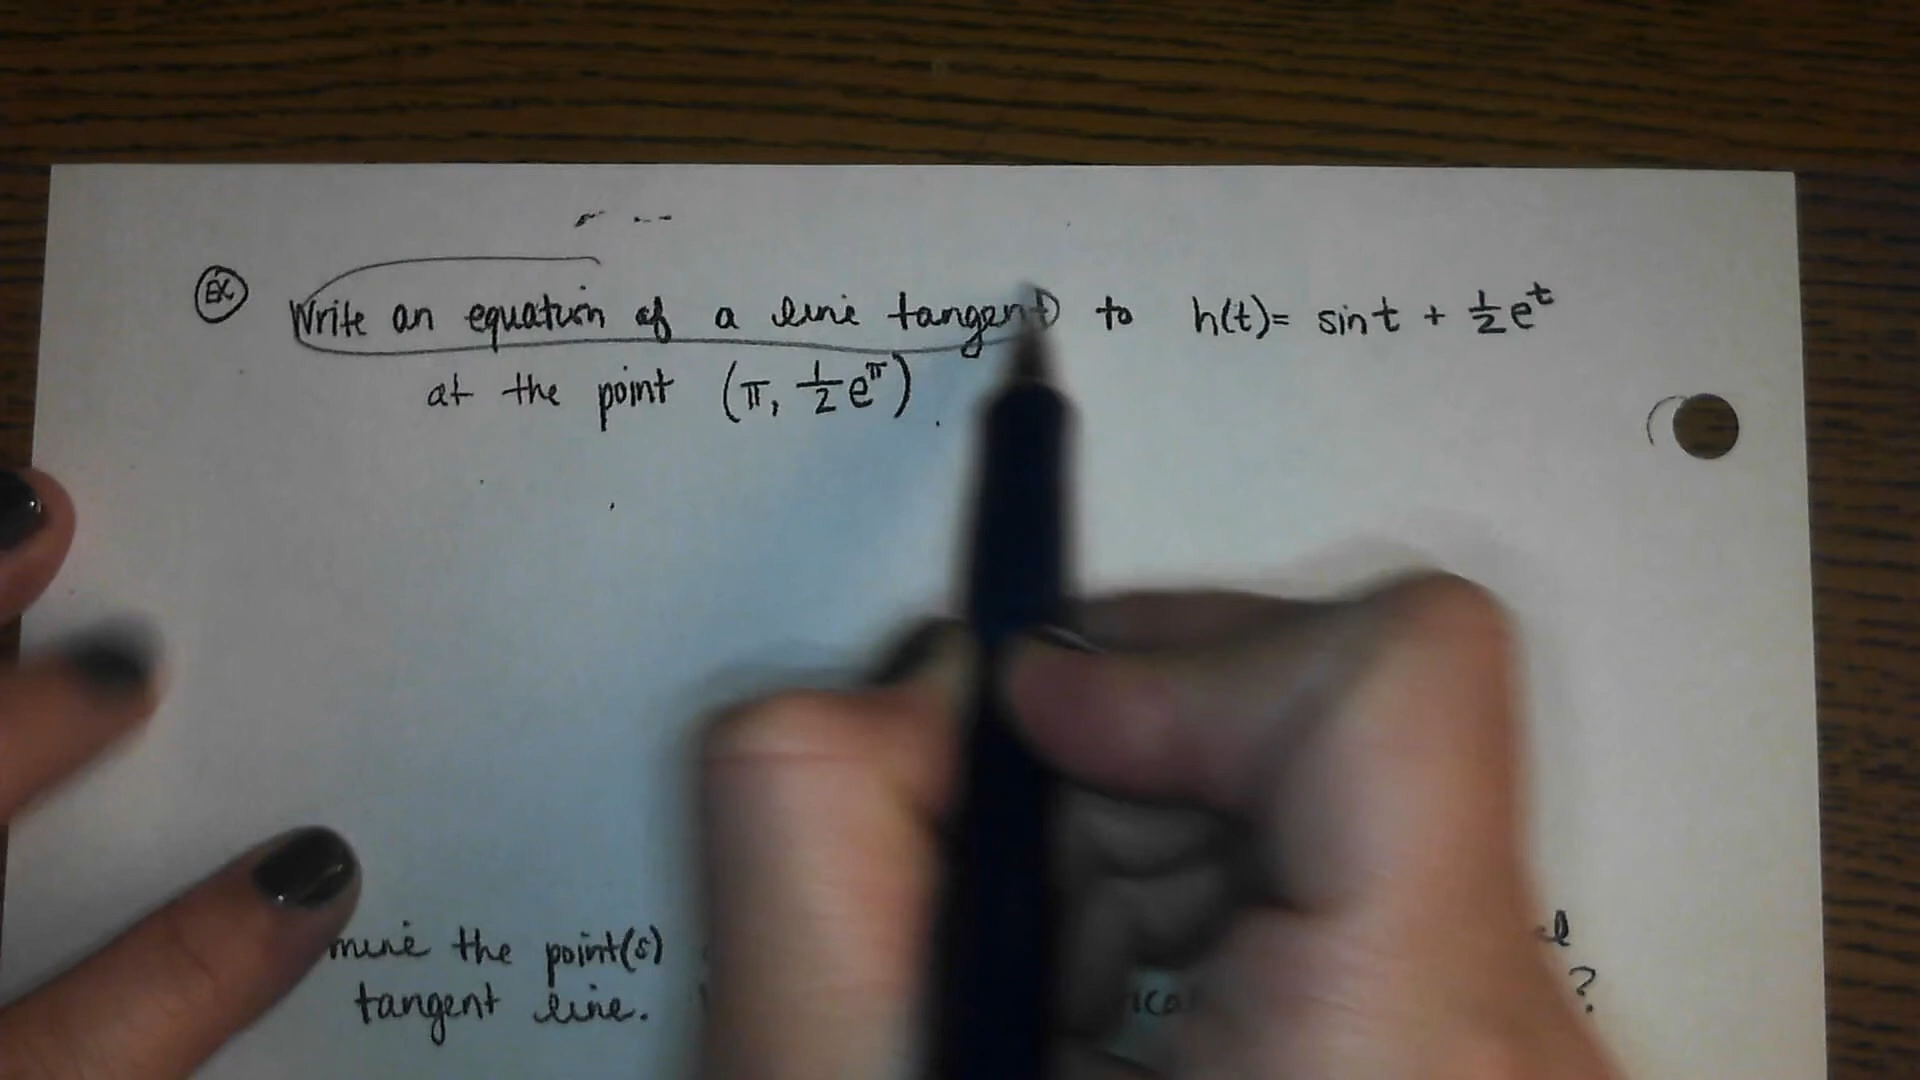 EX Write an equation of a line tangent to h(t)= sin t + ½e^t
at the point (π, ½e^π).
the point(s)
tangent line. ?